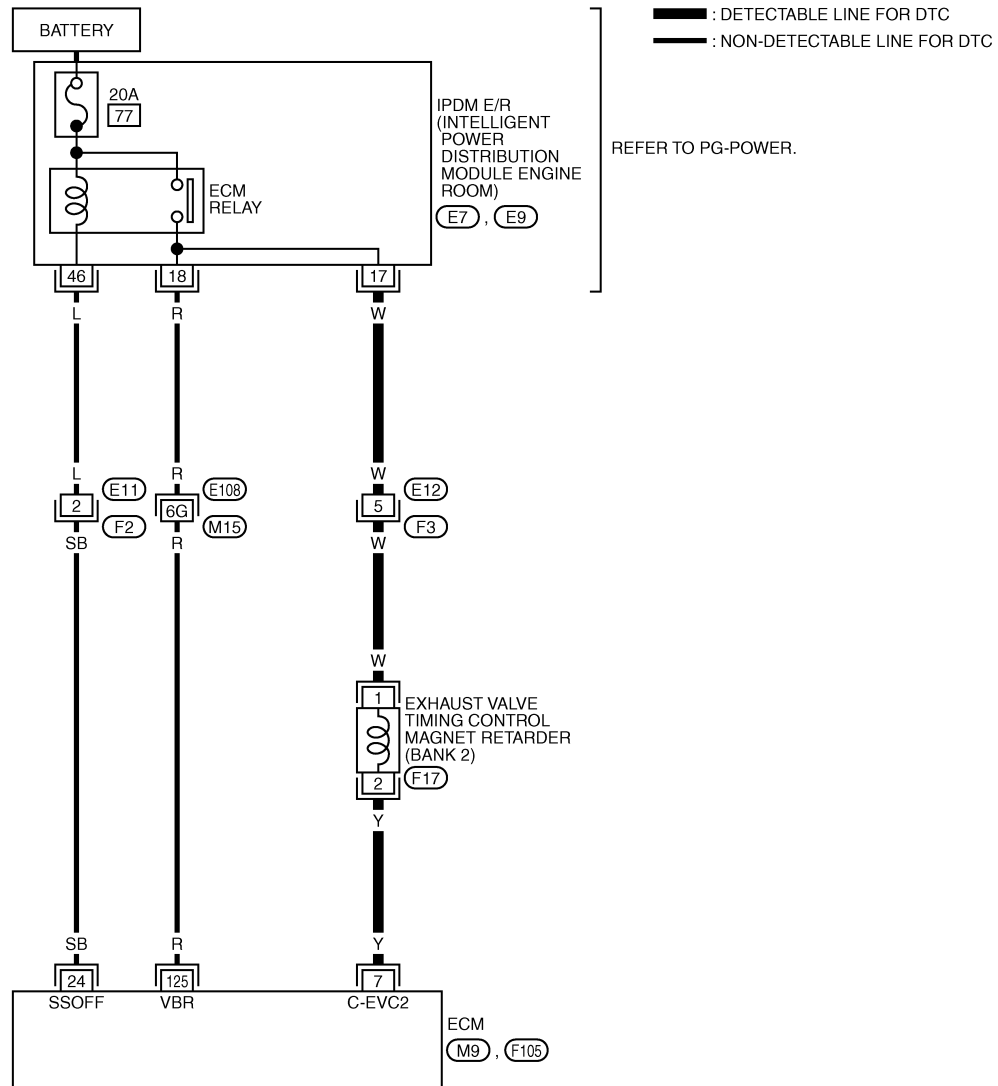 BATTERY
: DETECTABLE LINE FOR DTC
: NON-DETECTABLE LINE FOR DTC
20A
77
IPDM E/R
(INTELLIGENT
POWER
DISTRIBUTION
MODULE ENGINE
ROOM)
E7 , E9
REFER TO PG-POWER.
ECM
RELAY
46 18 17
L R W
L R W
2 E11 6G E108 5 E12
F2 M15 F3
SB R W
W
1
EXHAUST VALVE
TIMING CONTROL
MAGNET RETARDER
(BANK 2)
2 F17
Y
SB R Y
24 125 7
SSOFF VBR C-EVC2
ECM
M9 , F105